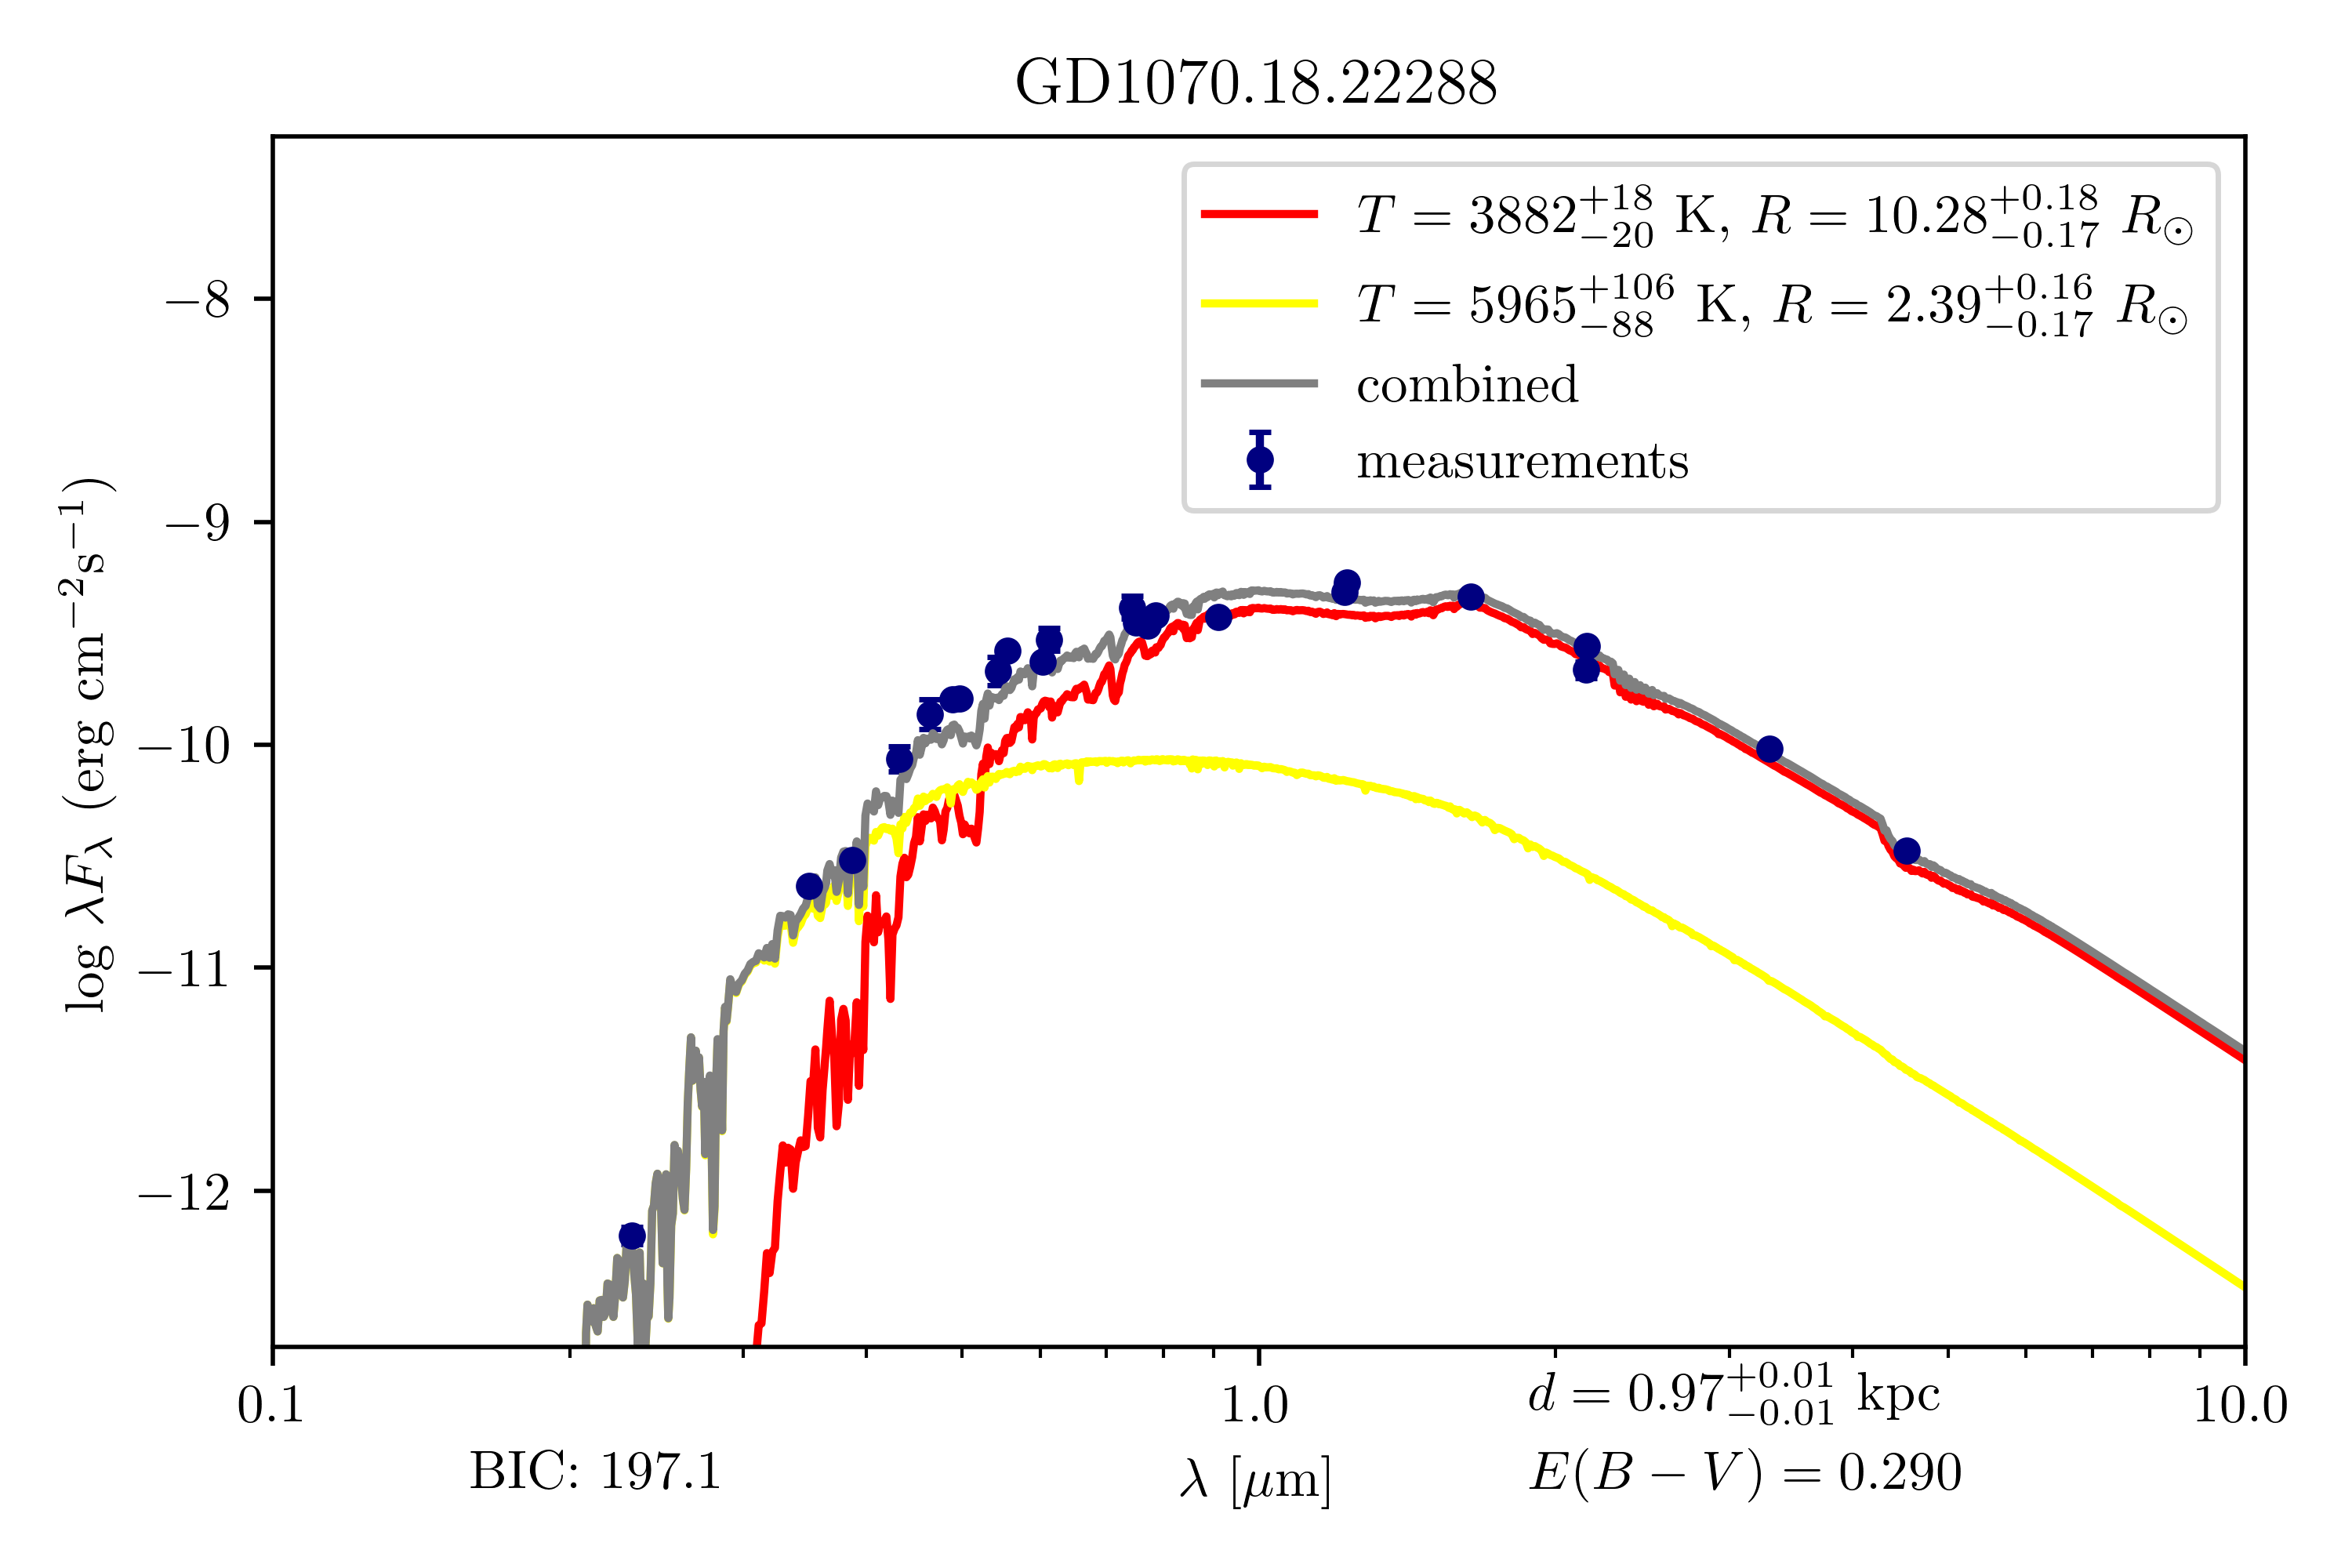 GD1070.18.22288
T = 3882^{+18}_{-20} K, R = 10.28^{+0.18}_{-0.17} R_⊙
T = 5965^{+106}_{-88} K, R = 2.39^{+0.16}_{-0.17} R_⊙
combined
measurements
log λF_λ (erg cm^{−2}s^{−1})
−8
−9
−10
−11
−12
0.1
1.0
10.0
d = 0.97^{+0.01}_{−0.01} kpc
BIC: 197.1
λ [μm]
E(B − V) = 0.290